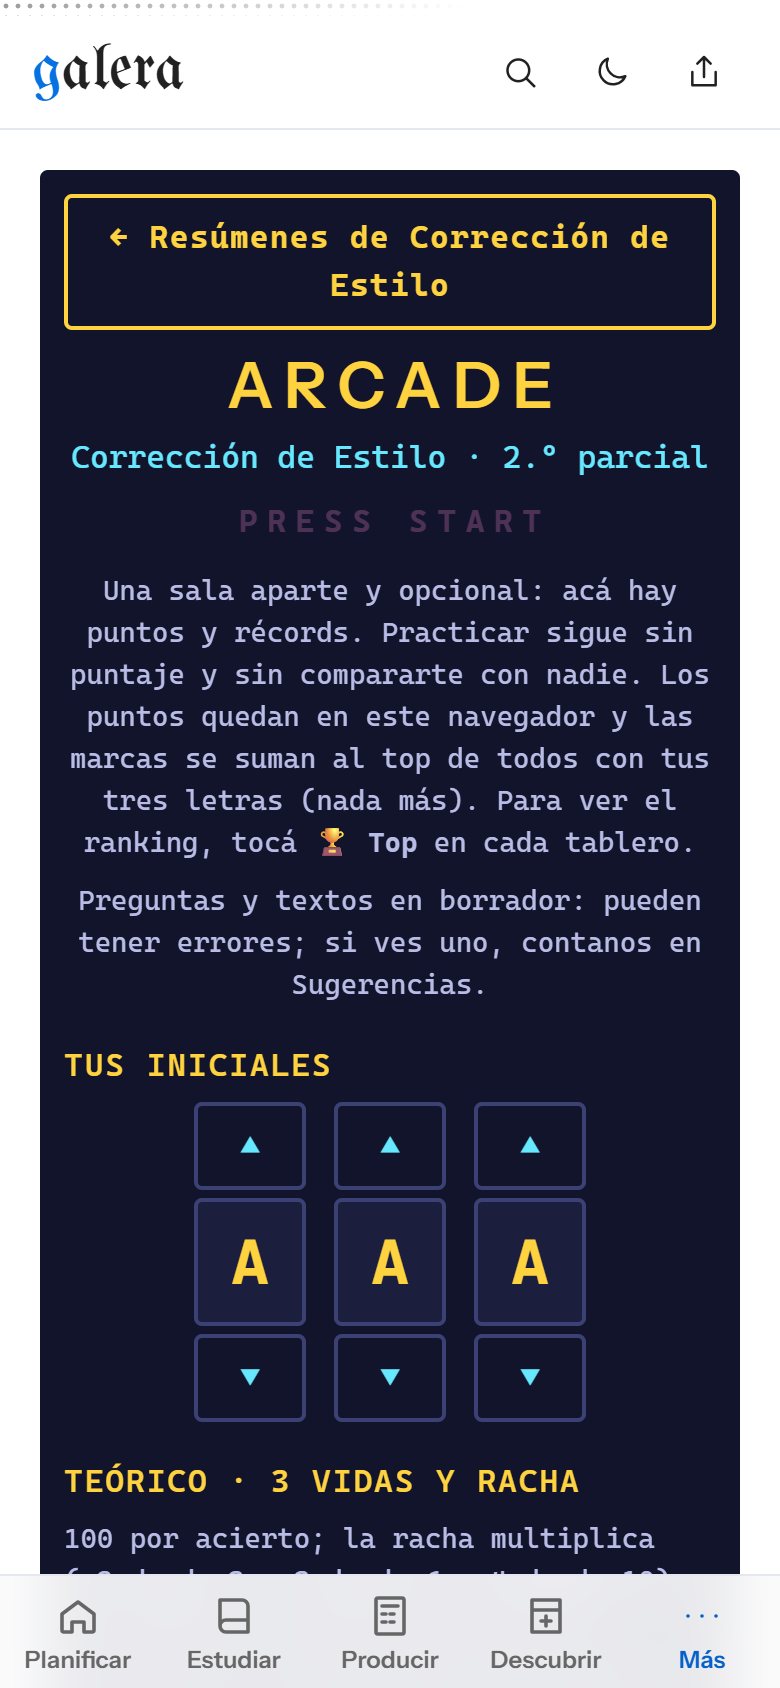 galera
← Resúmenes de Corrección de
Estilo
ARCADE
Corrección de Estilo · 2.º parcial
PRESS START
Una sala aparte y opcional: acá hay
puntos y récords. Practicar sigue sin
puntaje y sin compararte con nadie. Los
puntos quedan en este navegador y las
marcas se suman al top de todos con tus
tres letras (nada más). Para ver el
ranking, tocá 🏆 Top en cada tablero.
Preguntas y textos en borrador: pueden
tener errores; si ves uno, contanos en
Sugerencias.
TUS INICIALES
▲ ▲ ▲
A A A
▼ ▼ ▼
TEÓRICO · 3 VIDAS Y RACHA
100 por acierto; la racha multiplica
Planificar Estudiar Producir Descubrir Más